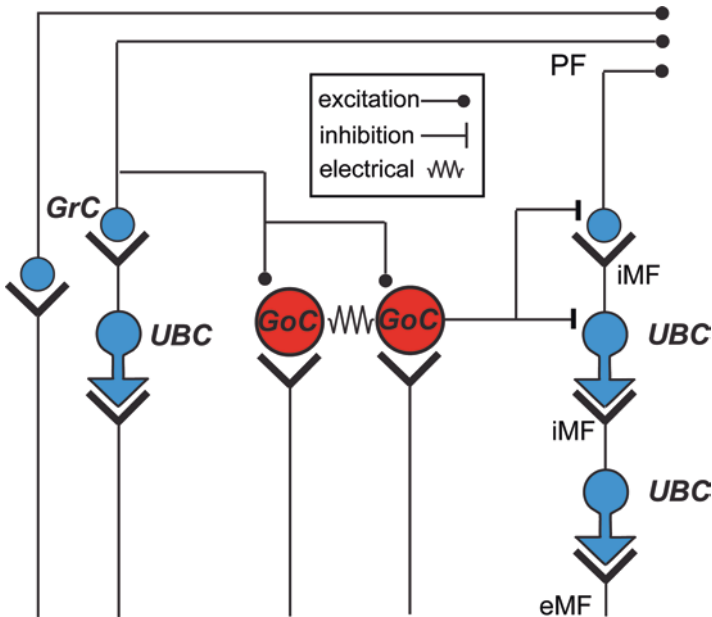 PF
excitation
inhibition
electrical
GrC
iMF
GoC
GoC
UBC
UBC
iMF
UBC
eMF